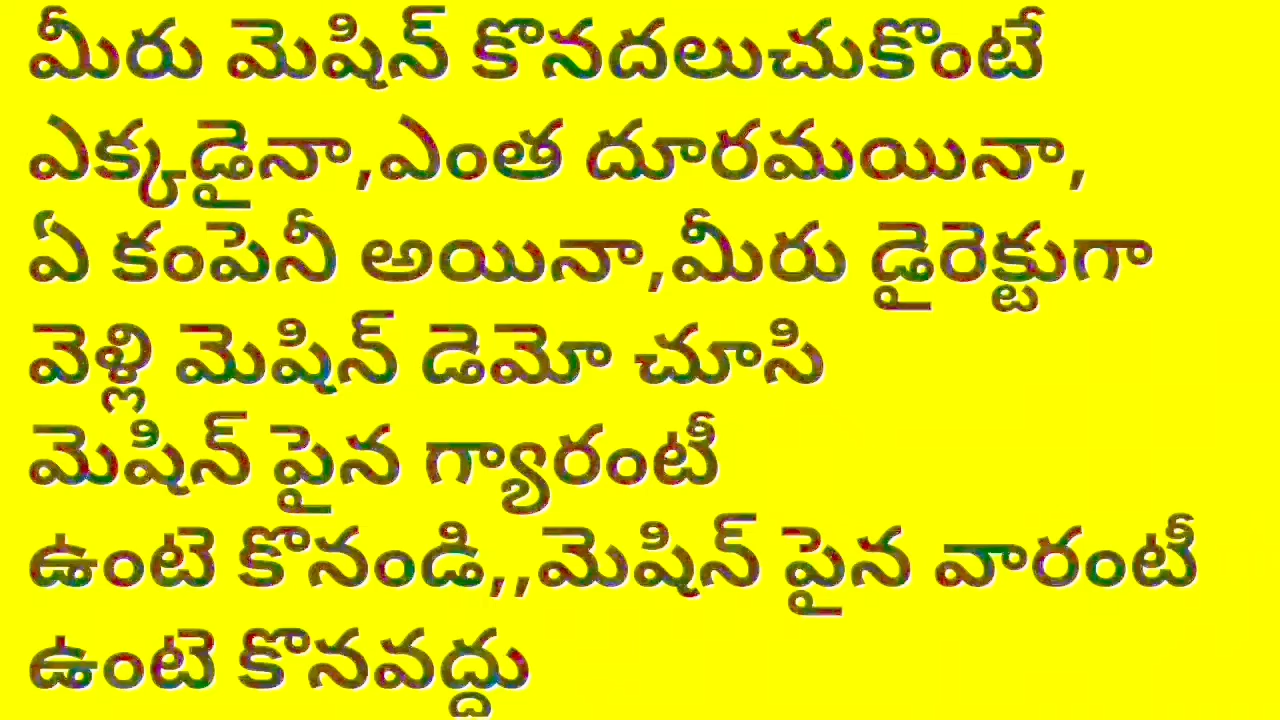 మీరు మెషిన్ కొనదలుచుకొంటే
ఎక్కడైనా,ఎంత దూరమయినా,
ఏ కంపెనీ అయినా,మీరు డైరెక్టుగా
వెళ్లి మెషిన్ డెమో చూసి
మెషిన్ పైన గ్యారంటీ
ఉంటె కొనండి,,మెషిన్ పైన వారంటీ
ఉంటె కొనవద్దు